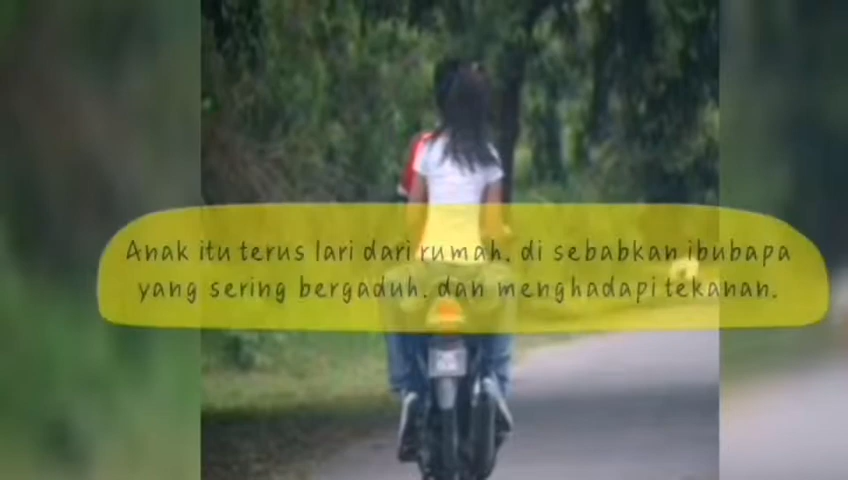 Anak itu terus lari dari rumah. di sebabkan ibubapa
yang sering bergaduh. dan menghadapi tekanan.